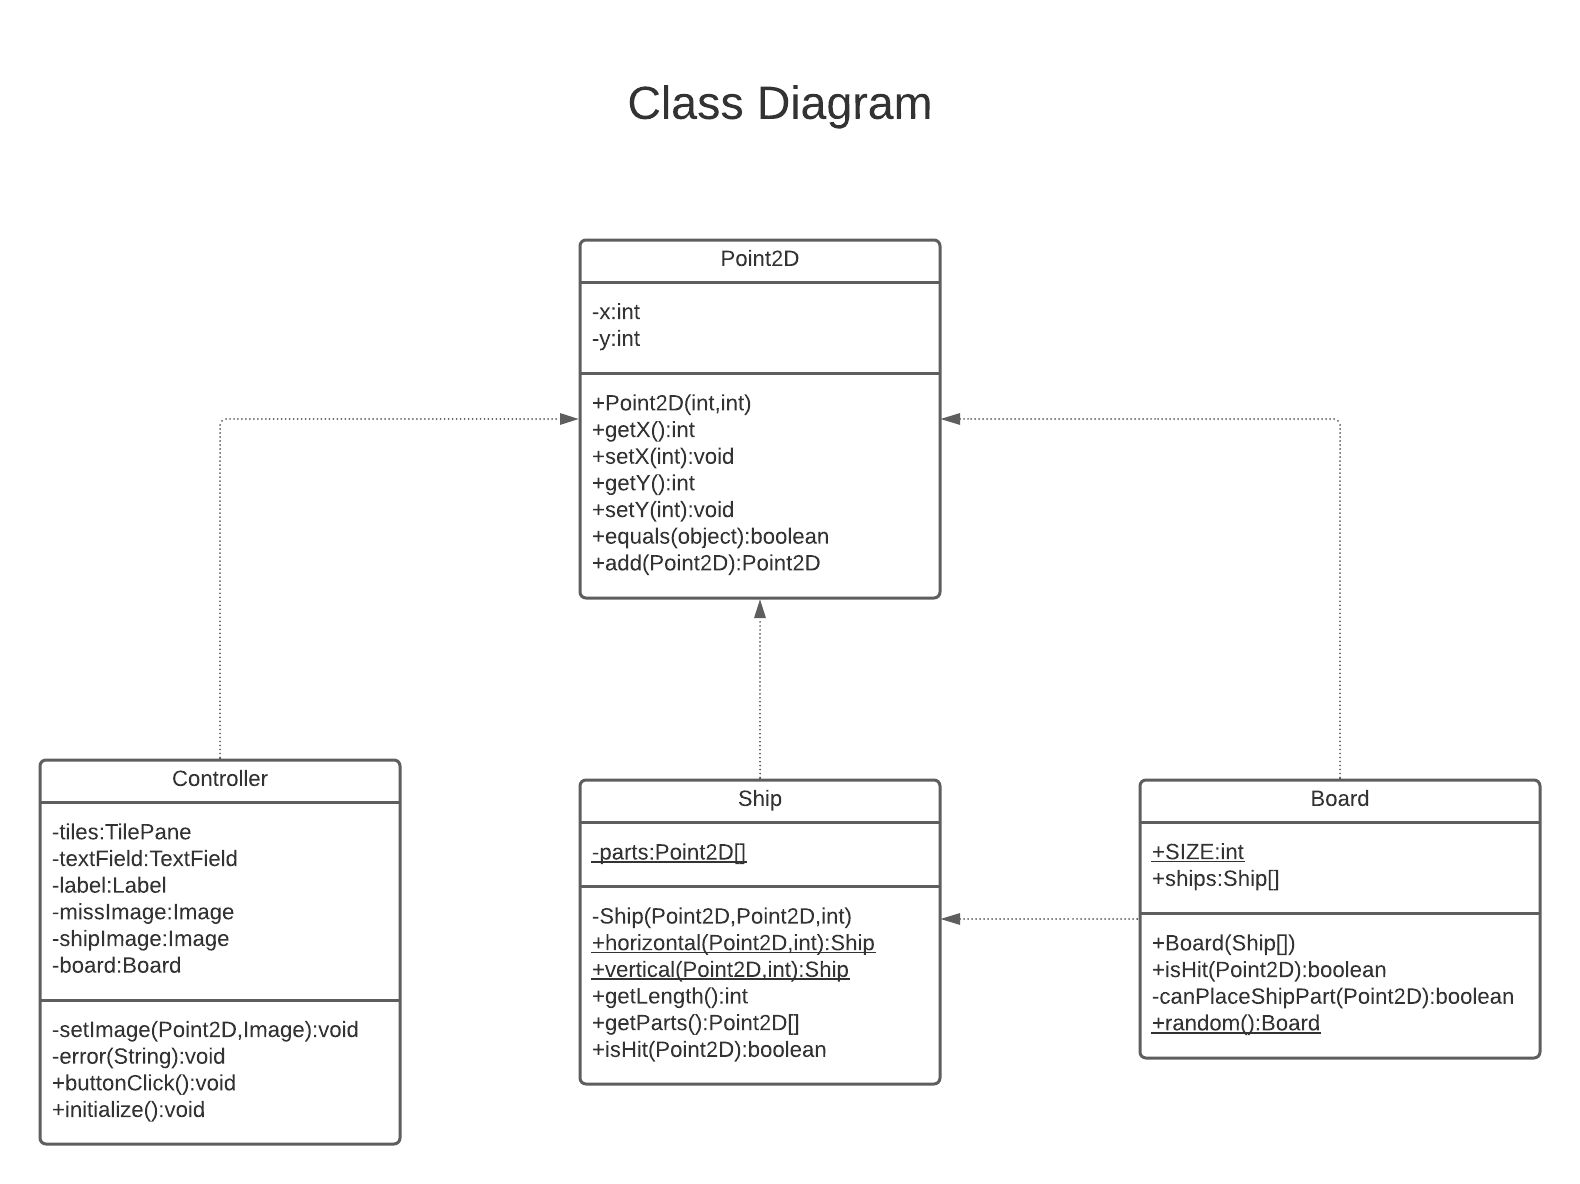 Class Diagram
Point2D
-x:int
-y:int
+Point2D(int,int)
+getX():int
+setX(int):void
+getY():int
+setY(int):void
+equals(object):boolean
+add(Point2D):Point2D
Controller
-tiles:TilePane
-textField:TextField
-label:Label
-missImage:Image
-shipImage:Image
-board:Board
-setImage(Point2D,Image):void
-error(String):void
+buttonClick():void
+initialize():void
Ship
-parts:Point2D[]
-Ship(Point2D,Point2D,int)
+horizontal(Point2D,int):Ship
+vertical(Point2D,int):Ship
+getLength():int
+getParts():Point2D[]
+isHit(Point2D):boolean
Board
+SIZE:int
+ships:Ship[]
+Board(Ship[])
+isHit(Point2D):boolean
-canPlaceShipPart(Point2D):boolean
+random():Board